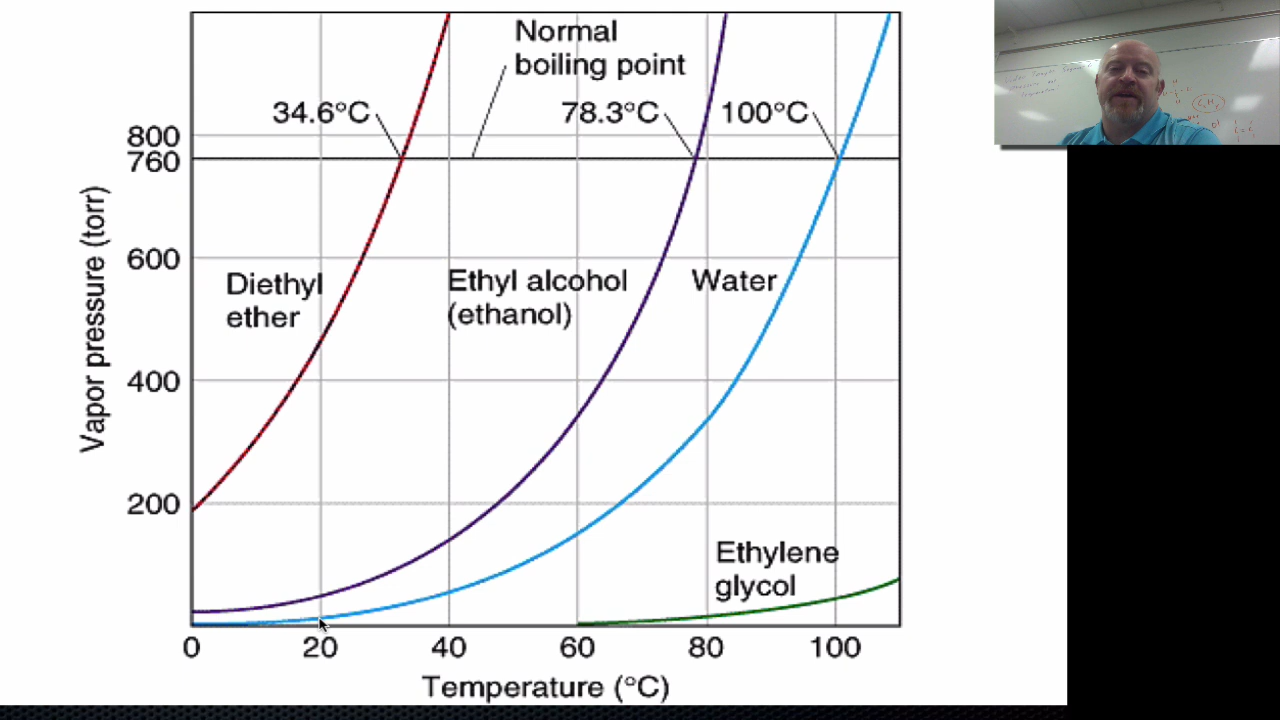 Normal
boiling point
34.6°C
78.3°C
100°C
800
760
600
400
200
Vapor pressure (torr)
Diethyl
ether
Ethyl alcohol
(ethanol)
Water
Ethylene
glycol
0
20
40
60
80
100
Temperature (°C)